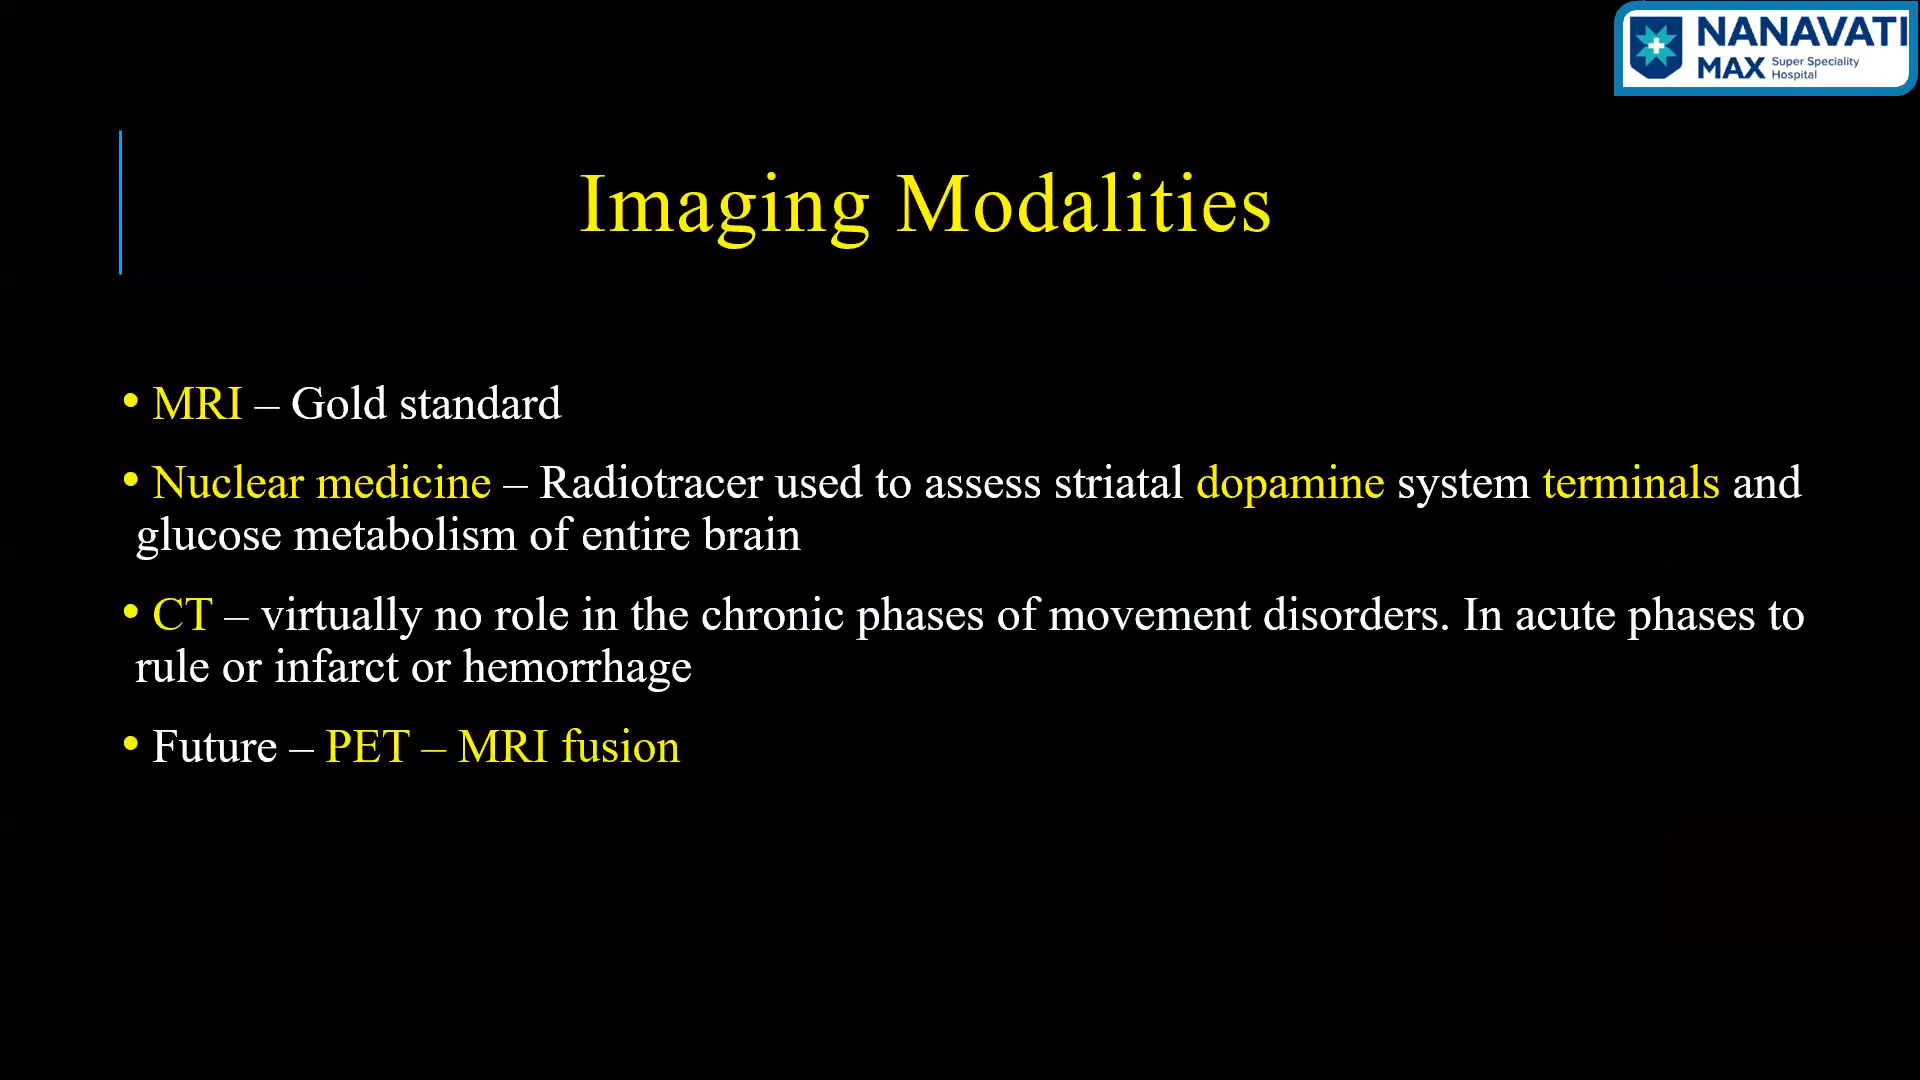 NANAVATI
MAX Super Speciality
Hospital
Imaging Modalities
• MRI – Gold standard
• Nuclear medicine – Radiotracer used to assess striatal dopamine system terminals and
glucose metabolism of entire brain
• CT – virtually no role in the chronic phases of movement disorders. In acute phases to
rule or infarct or hemorrhage
• Future – PET – MRI fusion